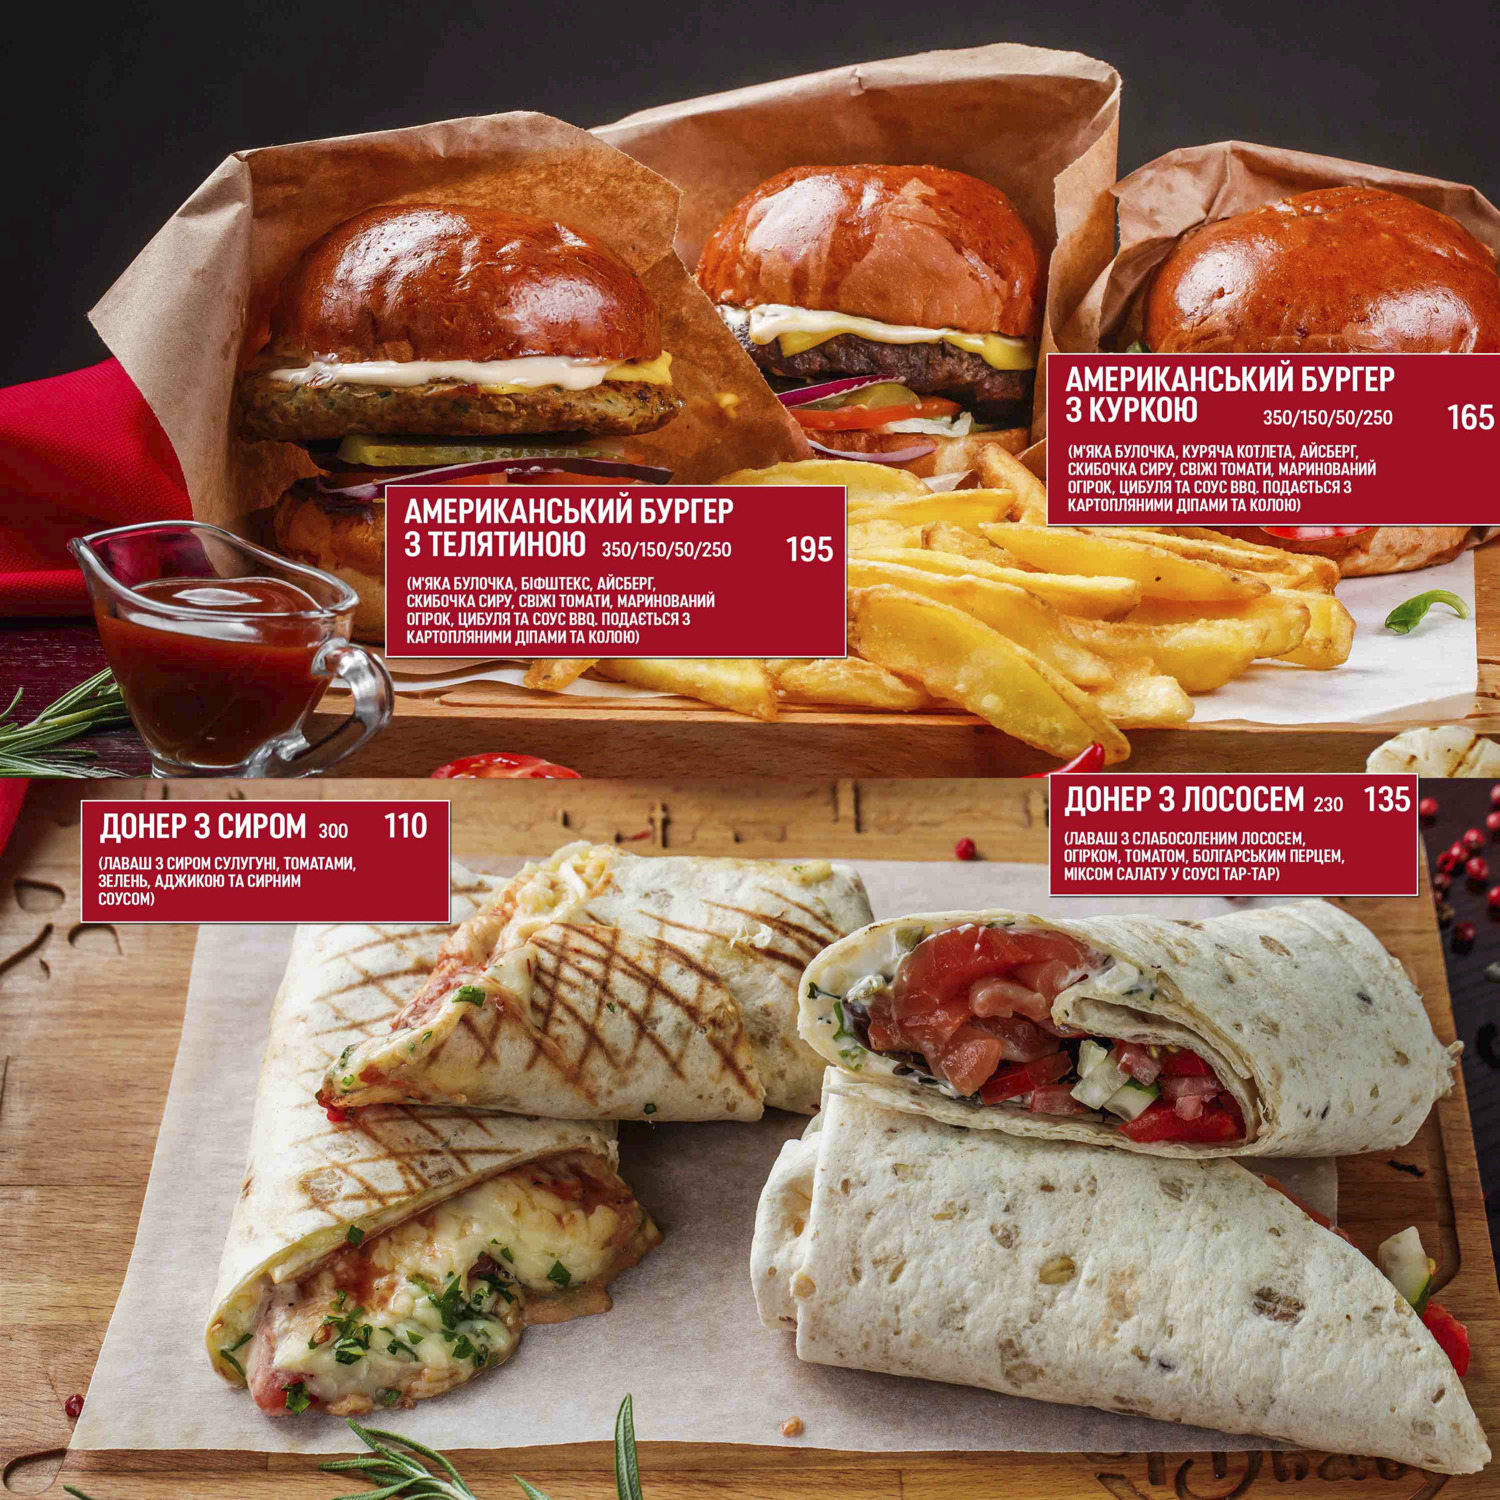 АМЕРИКАНСЬКИЙ БУРГЕР
З КУРКОЮ 350/150/50/250 165
(М'ЯКА БУЛОЧКА, КУРЯЧА КОТЛЕТА, АЙСБЕРГ,
СКИБОЧКА СИРУ, СВІЖІ ТОМАТИ, МАРИНОВАНИЙ
ОГІРОК, ЦИБУЛЯ ТА СОУС BBQ. ПОДАЄТЬСЯ З
КАРТОПЛЯНИМИ ДІПАМИ ТА КОЛОЮ)
АМЕРИКАНСЬКИЙ БУРГЕР
З ТЕЛЯТИНОЮ 350/150/50/250 195
(М'ЯКА БУЛОЧКА, БІФШТЕКС, АЙСБЕРГ,
СКИБОЧКА СИРУ, СВІЖІ ТОМАТИ, МАРИНОВАНИЙ
ОГІРОК, ЦИБУЛЯ ТА СОУС BBQ. ПОДАЄТЬСЯ З
КАРТОПЛЯНИМИ ДІПАМИ ТА КОЛОЮ)
ДОНЕР З СИРОМ 300 110
(ЛАВАШ З СИРОМ СУЛУГУНІ, ТОМАТАМИ,
ЗЕЛЕНЬ, АДЖИКОЮ ТА СИРНИМ
СОУСОМ)
ДОНЕР З ЛОСОСЕМ 230 135
(ЛАВАШ З СЛАБОСОЛЕНИМ ЛОСОСЕМ,
ОГІРКОМ, ТОМАТОМ, БОЛГАРСЬКИМ ПЕРЦЕМ,
МІКСОМ САЛАТУ У СОУСІ ТАР-ТАР)